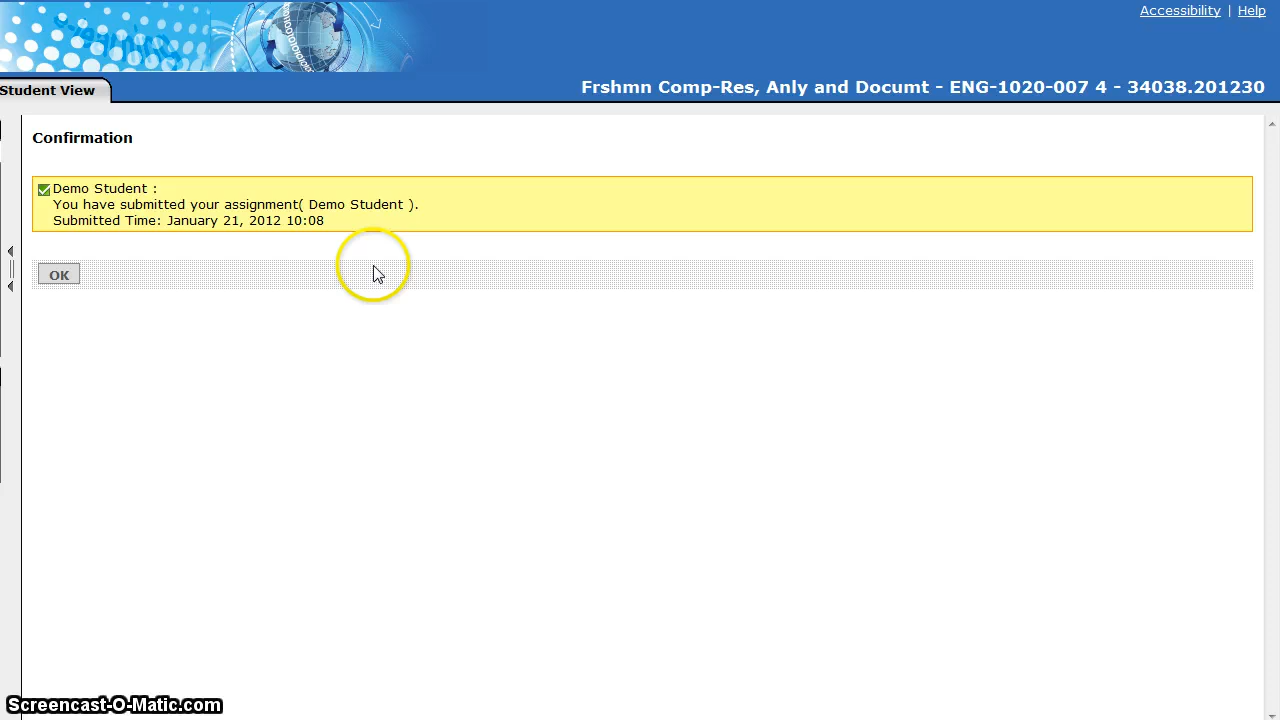 Accessibility | Help
Student View
Frshmn Comp-Res, Anly and Documt - ENG-1020-007 4 - 34038.201230
Confirmation
Demo Student :
You have submitted your assignment( Demo Student ).
Submitted Time: January 21, 2012 10:08
OK
Screencast-O-Matic.com